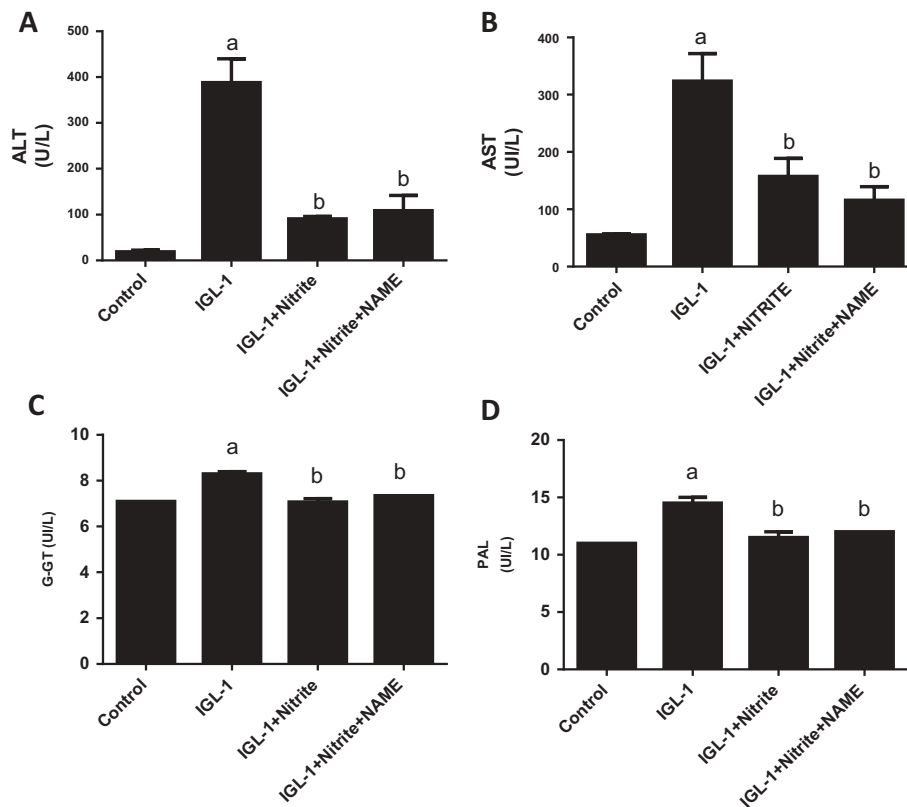 A
ALT
(U/L)
500
400
300
200
100
0
a
b
b
Control
IGL-1
IGL-1+Nitrite
IGL-1+Nitrite+NAME
B
AST
(UI/L)
400
300
200
100
0
a
b
b
Control
IGL-1
IGL-1+NITRITE
IGL-1+Nitrite+NAME
C
G-GT (UI/L)
10
8
6
4
2
0
a
b
b
Control
IGL-1
IGL-1+Nitrite
IGL-1+Nitrite+NAME
D
PAL
(UI/L)
20
15
10
5
0
a
b
b
Control
IGL-1
IGL-1+Nitrite
IGL-1+Nitrite+NAME